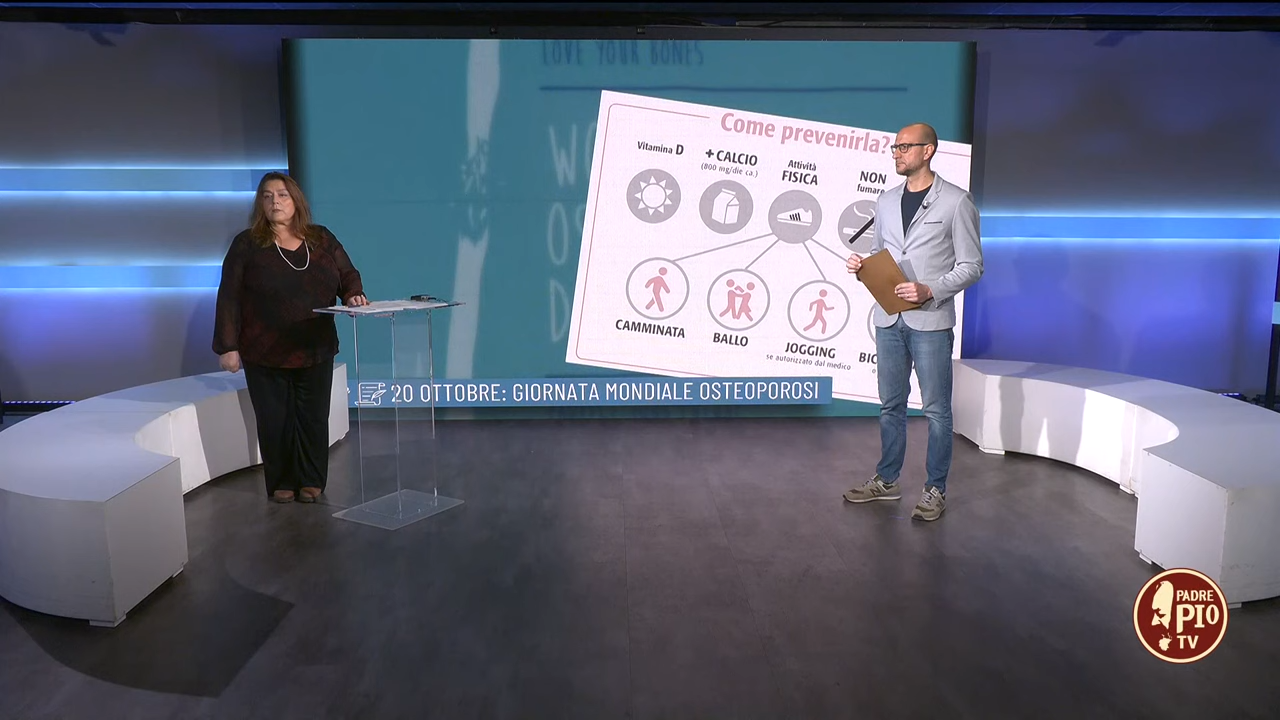 LOVE YOUR BONES
Come prevenirla?
Vitamina D
+ CALCIO
(800 mg/die ca.)
Attività
FISICA
NON
fumare
CAMMINATA
BALLO
JOGGING
se autorizzato dal medico
20 OTTOBRE: GIORNATA MONDIALE OSTEOPOROSI
PADRE
PIO
TV